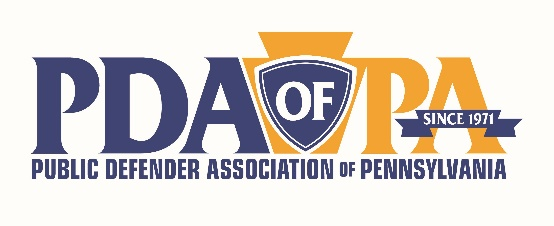 PDA OF PA
SINCE 1971
PUBLIC DEFENDER ASSOCIATION OF PENNSYLVANIA